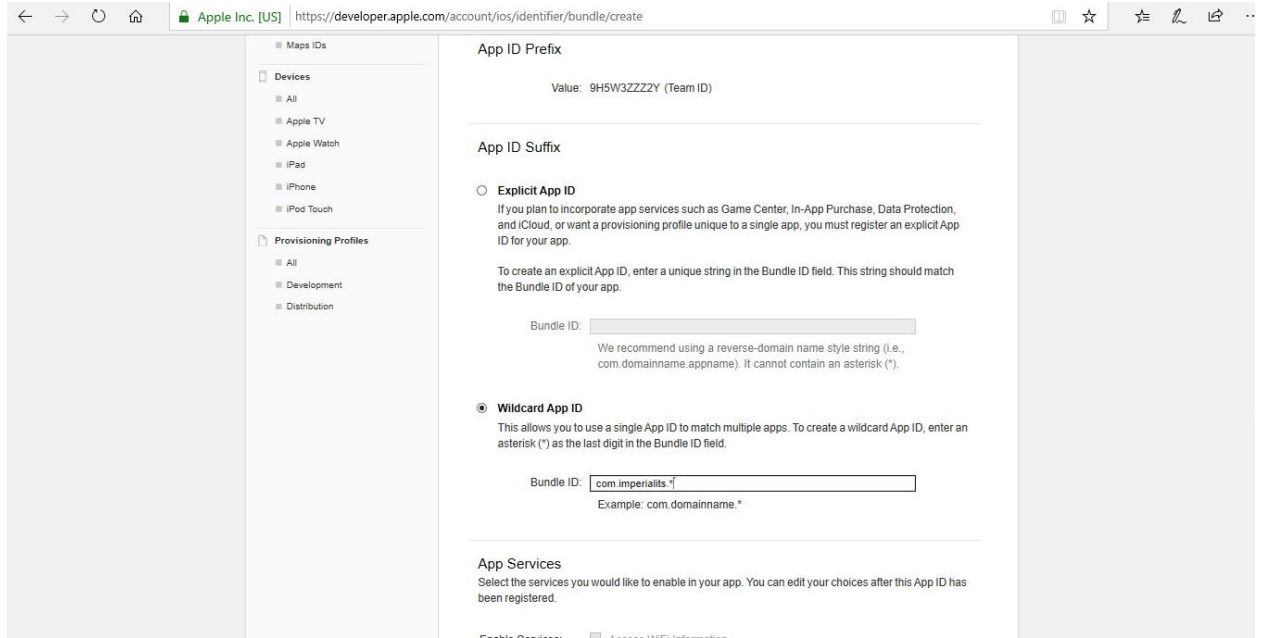 Apple Inc. [US] https://developer.apple.com/account/ios/identifier/bundle/create
Maps IDs
Devices
All
Apple TV
Apple Watch
iPad
iPhone
iPod Touch
Provisioning Profiles
All
Development
Distribution
App ID Prefix
Value: 9H5W3ZZZ2Y (Team ID)
App ID Suffix
Explicit App ID
If you plan to incorporate app services such as Game Center, In-App Purchase, Data Protection,
and iCloud, or want a provisioning profile unique to a single app, you must register an explicit App
ID for your app.
To create an explicit App ID, enter a unique string in the Bundle ID field. This string should match
the Bundle ID of your app.
Bundle ID:
We recommend using a reverse-domain name style string (i.e.,
com.domainname.appname). It cannot contain an asterisk (*).
Wildcard App ID
This allows you to use a single App ID to match multiple apps. To create a wildcard App ID, enter an
asterisk (*) as the last digit in the Bundle ID field.
Bundle ID: com.imperialits.*
Example: com.domainname.*
App Services
Select the services you would like to enable in your app. You can edit your choices after this App ID has
been registered.
Enable Services: Access WiFi Information